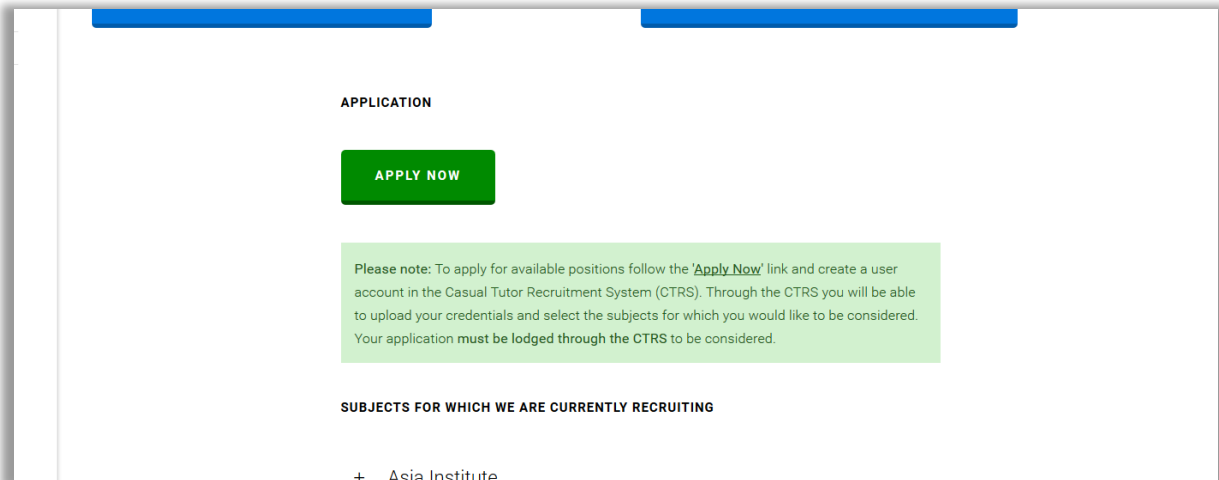 APPLICATION
APPLY NOW
Please note: To apply for available positions follow the 'Apply Now' link and create a user
account in the Casual Tutor Recruitment System (CTRS). Through the CTRS you will be able
to upload your credentials and select the subjects for which you would like to be considered.
Your application must be lodged through the CTRS to be considered.
SUBJECTS FOR WHICH WE ARE CURRENTLY RECRUITING
+ Asia Institute